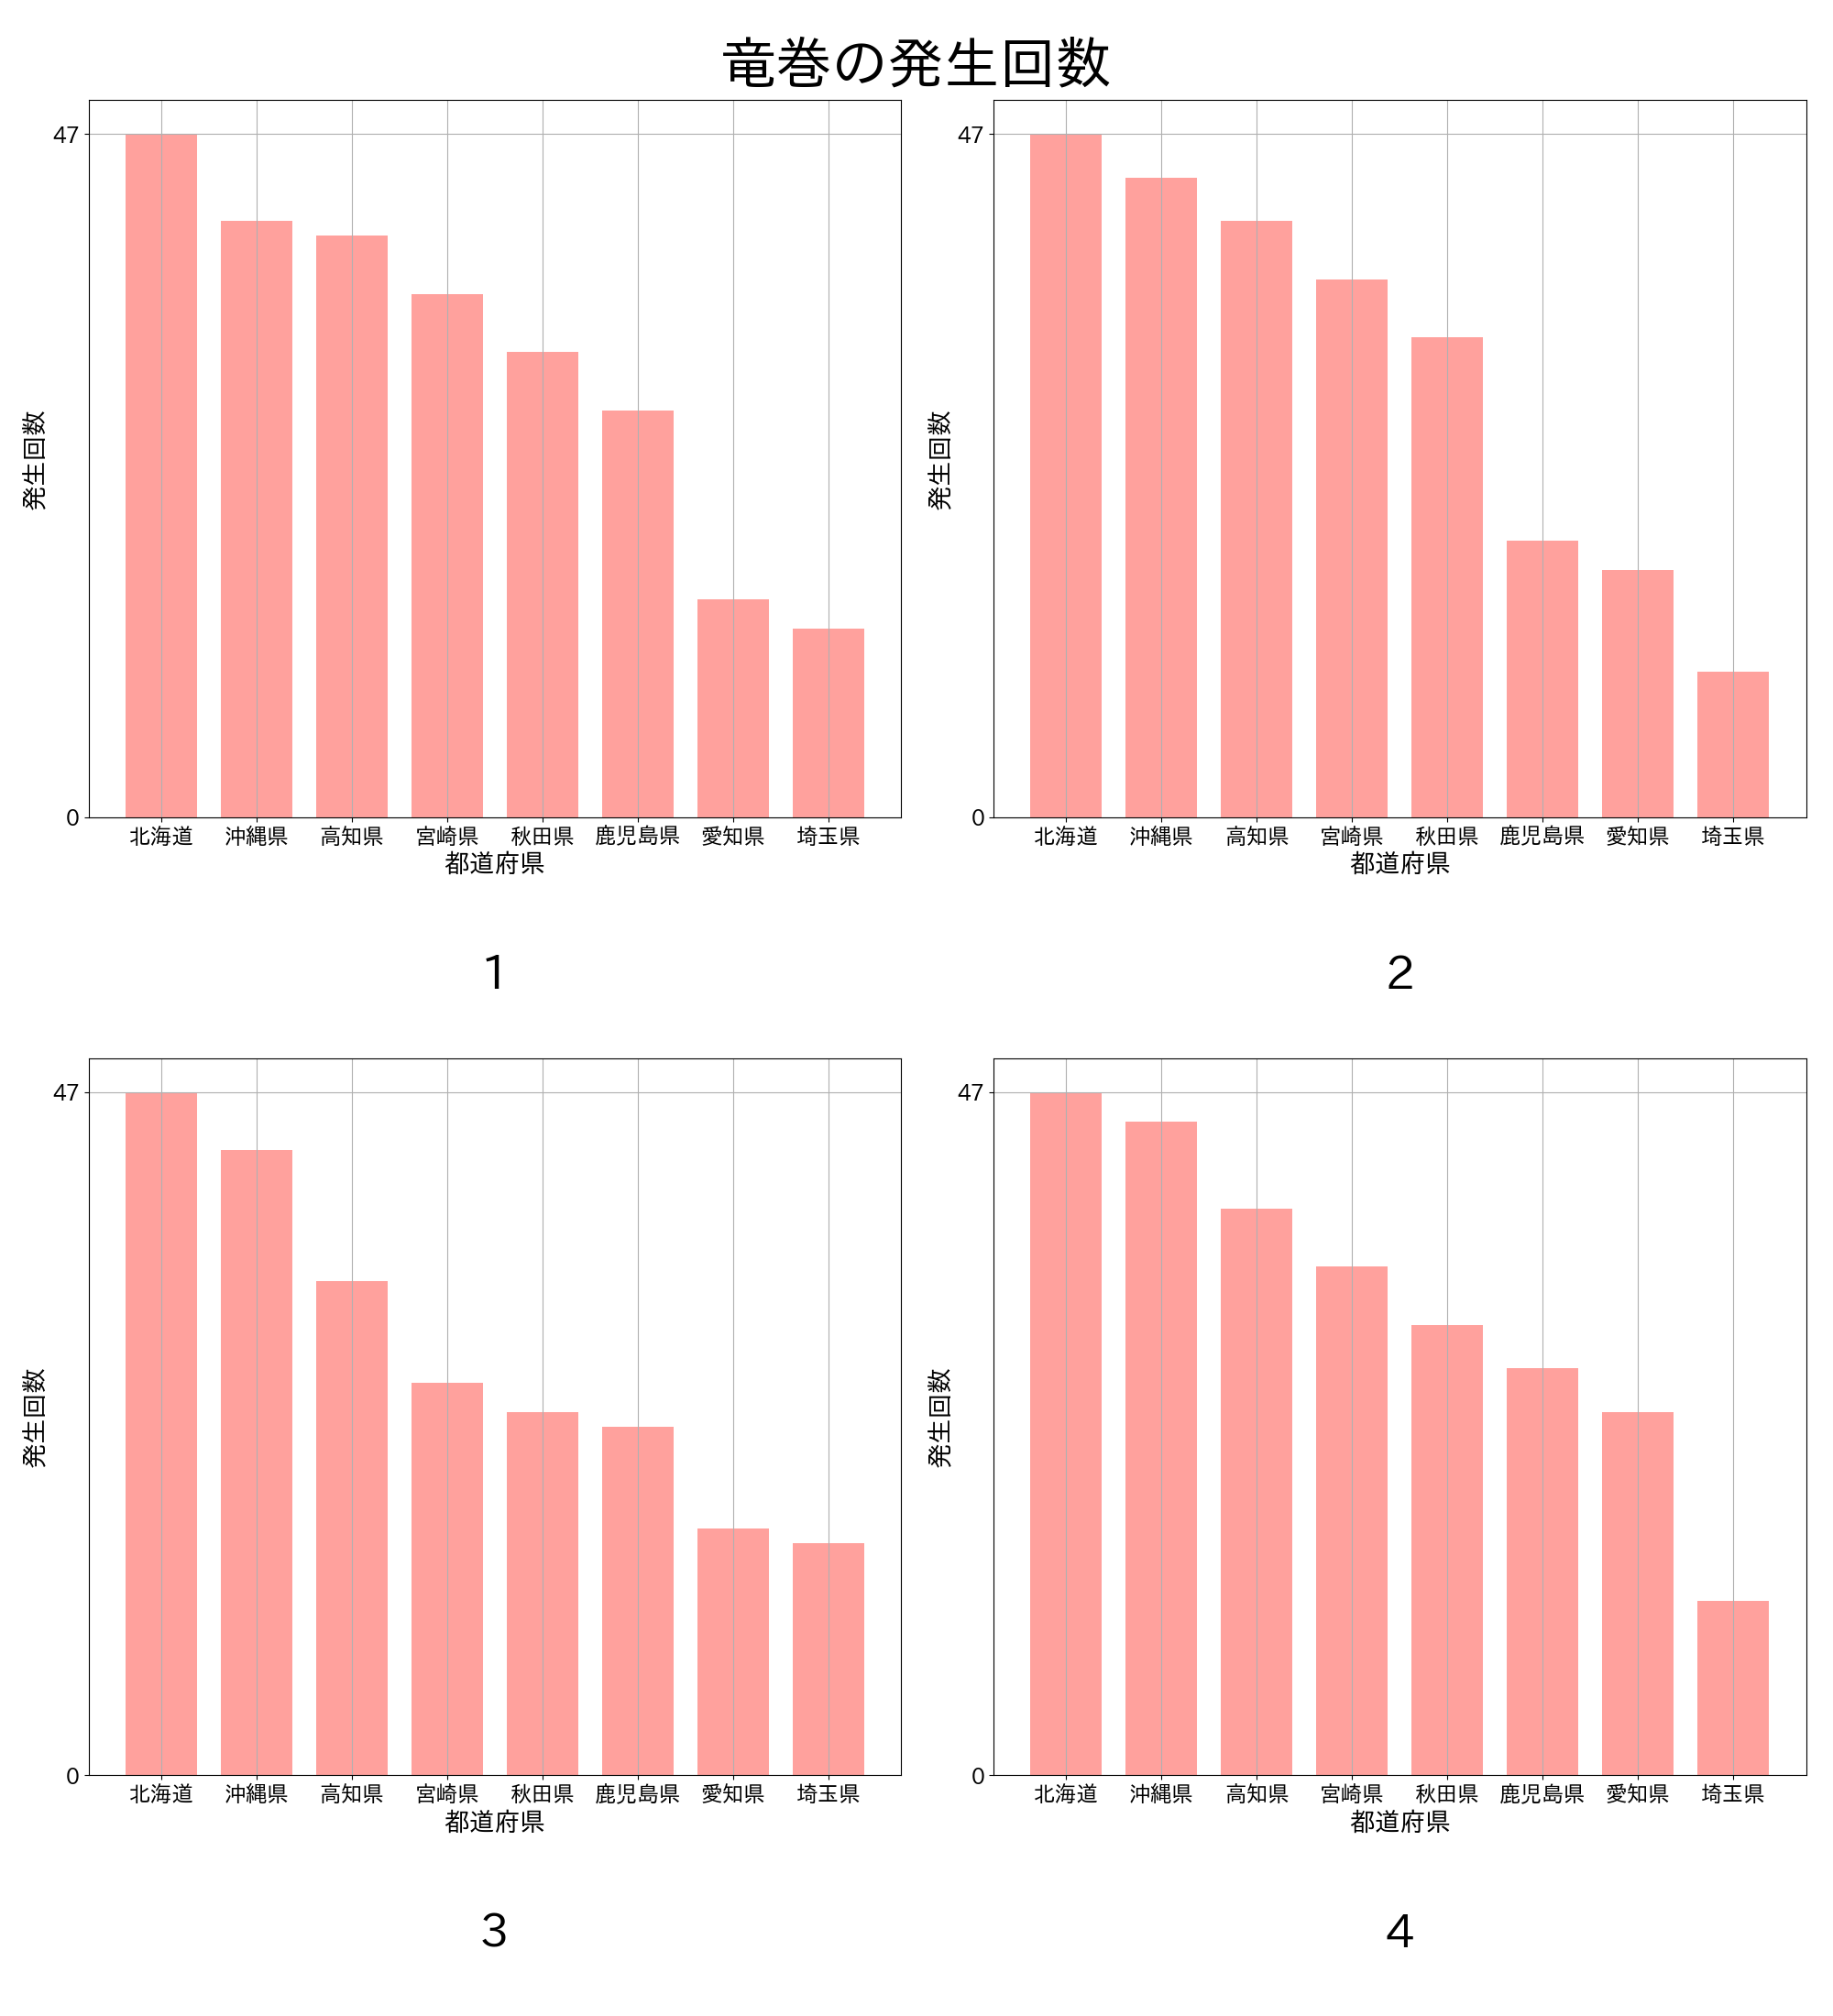 竜巻の発生回数
47
0
発生回数
北海道 沖縄県 高知県 宮崎県 秋田県 鹿児島県 愛知県 埼玉県
都道府県
1
47
0
発生回数
北海道 沖縄県 高知県 宮崎県 秋田県 鹿児島県 愛知県 埼玉県
都道府県
2
47
0
発生回数
北海道 沖縄県 高知県 宮崎県 秋田県 鹿児島県 愛知県 埼玉県
都道府県
3
47
0
発生回数
北海道 沖縄県 高知県 宮崎県 秋田県 鹿児島県 愛知県 埼玉県
都道府県
4